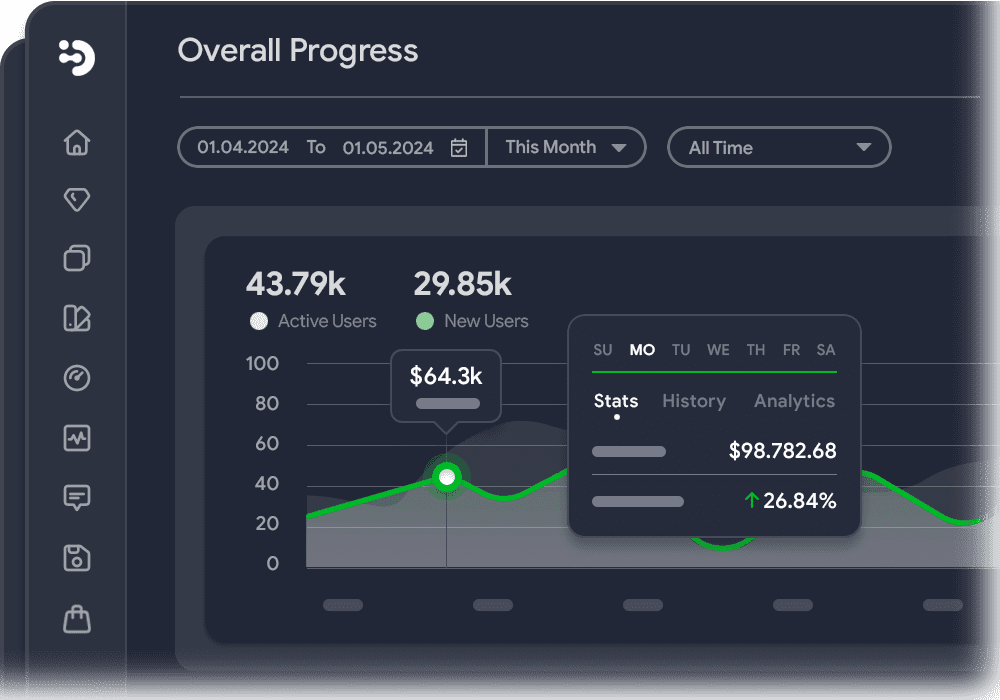 Overall Progress
01.04.2024 To 01.05.2024 This Month All Time
43.79k 29.85k
Active Users New Users
SU MO TU WE TH FR SA
100
$64.3k
80
Stats History Analytics
60
$98.782.68
40
↑26.84%
20
0